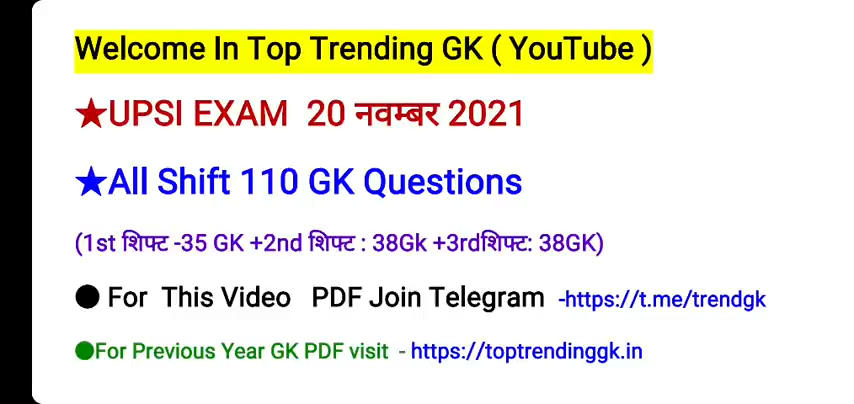 Welcome In Top Trending GK ( YouTube )
★UPSI EXAM 20 नवम्बर 2021
★All Shift 110 GK Questions
(1st शिफ्ट -35 GK +2nd शिफ्ट : 38Gk +3rdशिफ्ट: 38GK)
● For This Video PDF Join Telegram -https://t.me/trendgk
●For Previous Year GK PDF visit - https://toptrendinggk.in